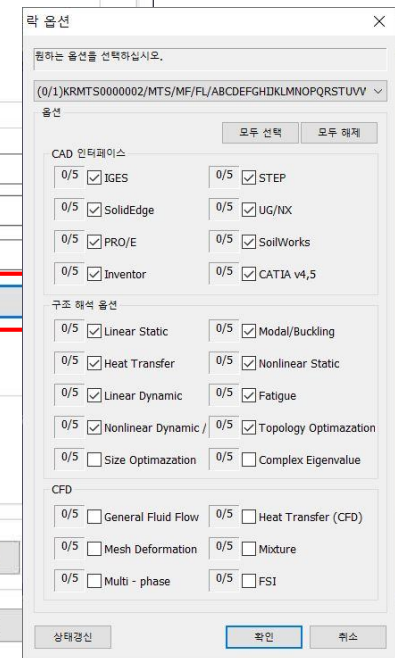 락 옵션
원하는 옵션을 선택하십시오.
(0/1)KRMTS0000002/MTS/MF/FL/ABCDEFGHIJKLMNOPQRSTUVV
옵션
모두 선택 모두 해제
CAD 인터페이스
0/5 IGES 0/5 STEP
0/5 SolidEdge 0/5 UG/NX
0/5 PRO/E 0/5 SoilWorks
0/5 Inventor 0/5 CATIA v4,5
구조 해석 옵션
0/5 Linear Static 0/5 Modal/Buckling
0/5 Heat Transfer 0/5 Nonlinear Static
0/5 Linear Dynamic 0/5 Fatigue
0/5 Nonlinear Dynamic / 0/5 Topology Optimazation
0/5 Size Optimazation 0/5 Complex Eigenvalue
CFD
0/5 General Fluid Flow 0/5 Heat Transfer (CFD)
0/5 Mesh Deformation 0/5 Mixture
0/5 Multi - phase 0/5 FSI
상태갱신 확인 취소